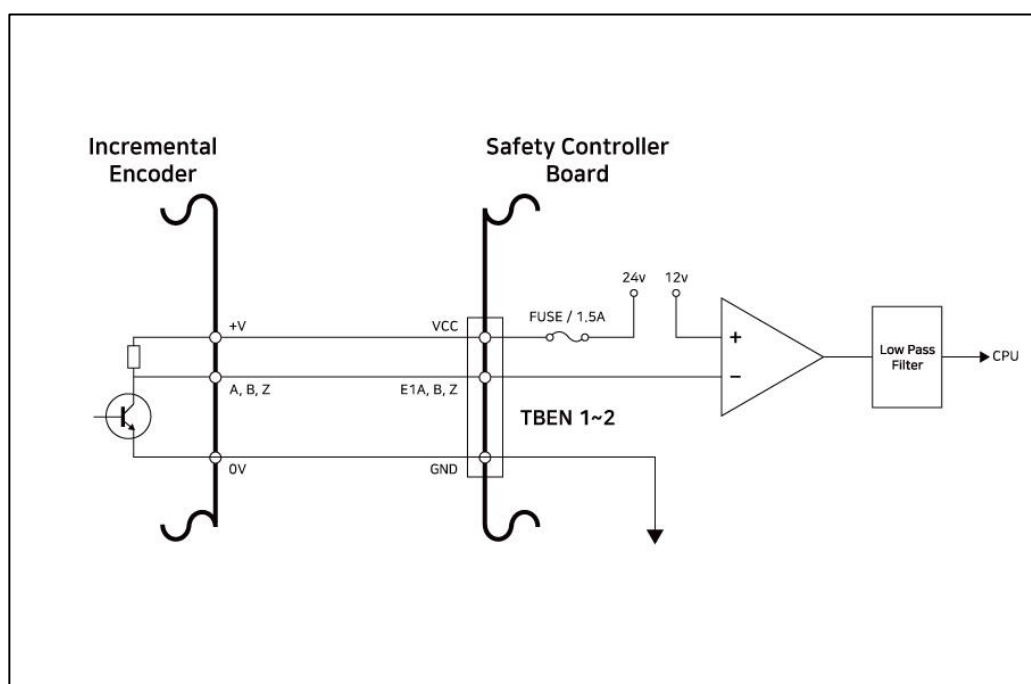 Incremental
Encoder
Safety Controller
Board
24v
12v
FUSE / 1.5A
+V
VCC
+
Low Pass
Filter
CPU
A, B, Z
E1A, B, Z
−
TBEN 1~2
0V
GND